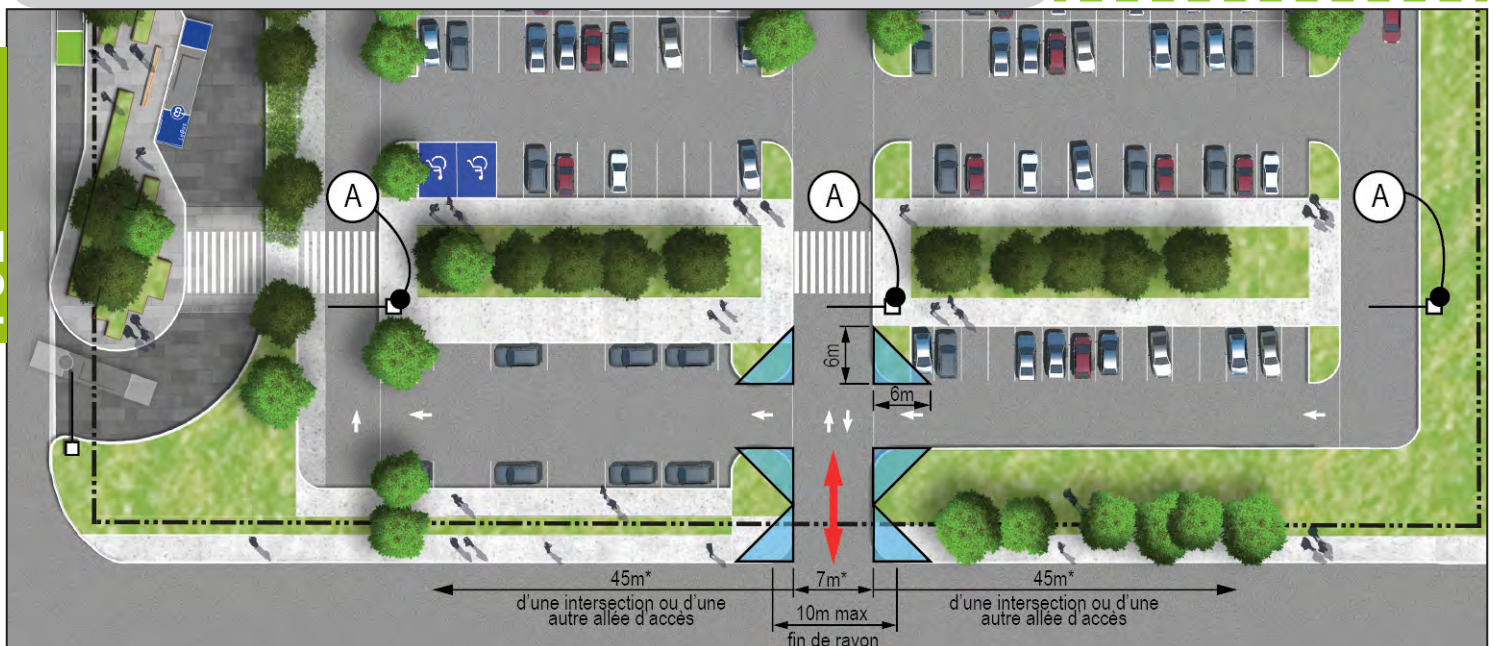 A
A
A
6m
6m
45m*
d'une intersection ou d'une
autre allée d'accès
7m*
10m max
fin de rayon
45m*
d'une intersection ou d'une
autre allée d'accès